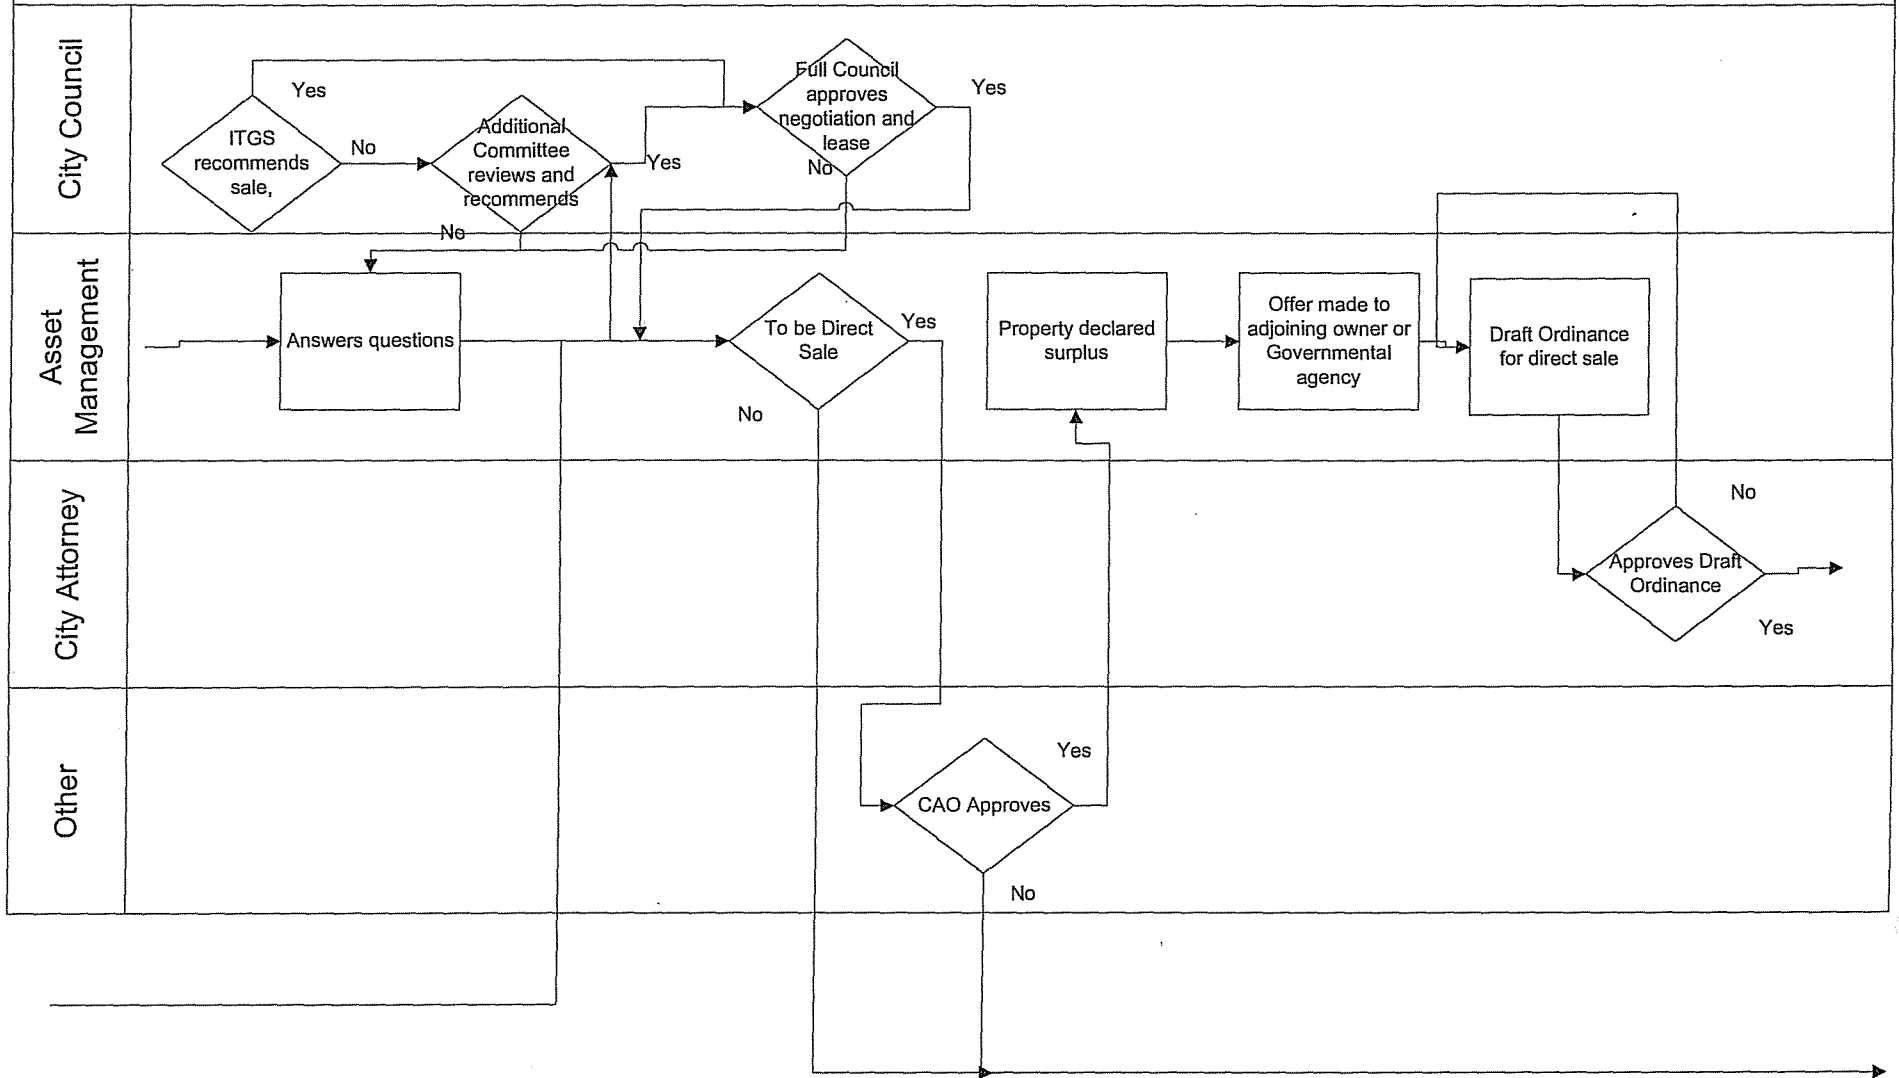 City Council
Yes
ITGS
recommends
sale,
No
Additional
Committee
reviews and
recommends
Yes
No
Full Council
approves
negotiation and
lease
Yes
No
Asset
Management
Answers questions
To be Direct
Sale
Yes
No
Property declared
surplus
Offer made to
adjoining owner or
Governmental
agency
Draft Ordinance
for direct sale
City Attorney
No
Approves Draft
Ordinance
Yes
Other
CAO Approves
Yes
No